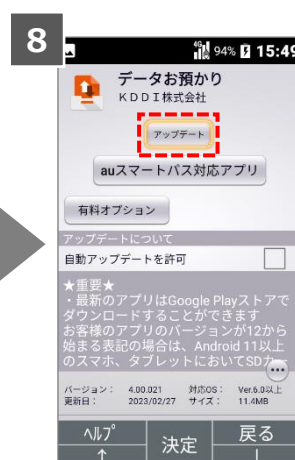 8
4G 94% 15:49
データお預かり
KDDI株式会社
アップデート
auスマートパス対応アプリ
有料オプション
アップデートについて
自動アップデートを許可
★重要★
・最新のアプリはGoogle Playストアで
ダウンロードすることができます
お客様のアプリのバージョンが12から
始まる表記の場合は、Android 11以上
のスマホ、タブレットにおいてSDカー
バージョン： 4.00.021 対応OS： Ver.6.0以上
更新日： 2023/02/27 サイズ： 11.4MB
ヘルプ 決定 戻る